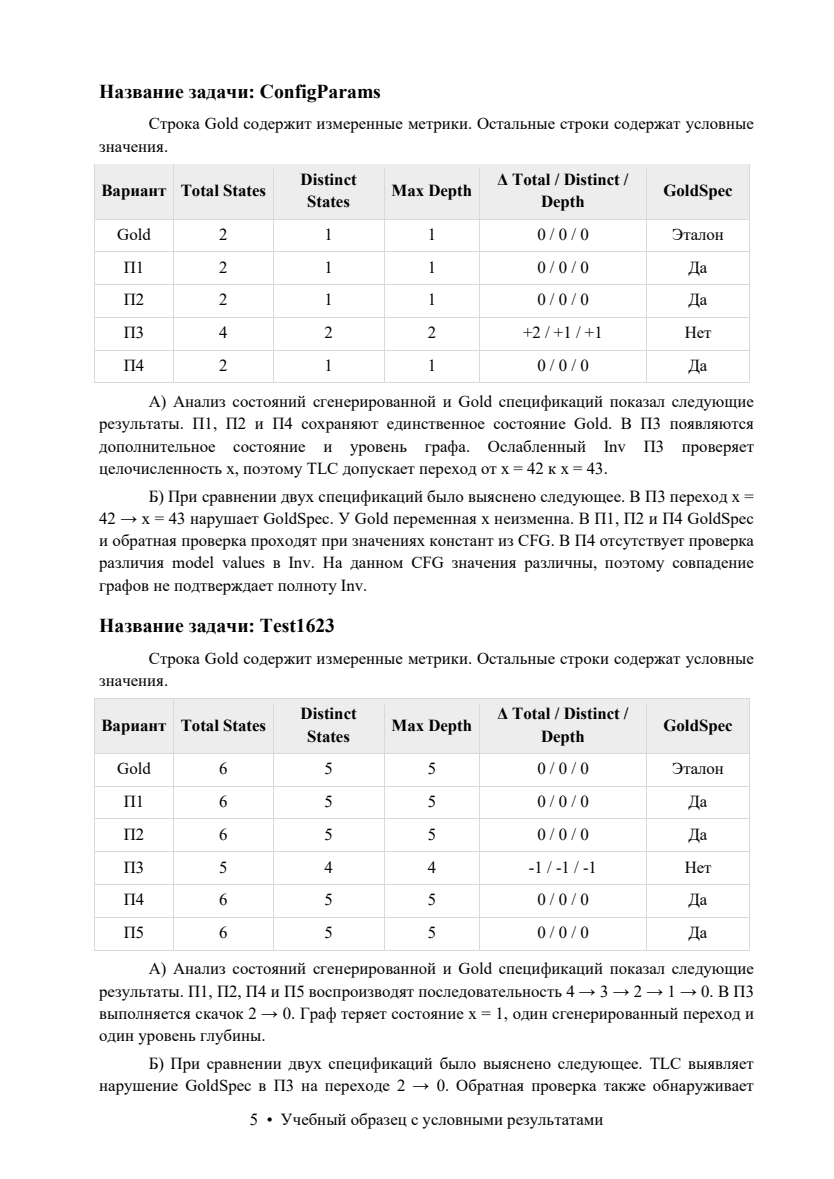 Название задачи: ConfigParams
Строка Gold содержит измеренные метрики. Остальные строки содержат условные
значения.
Вариант Total States Distinct States Max Depth Δ Total / Distinct / Depth GoldSpec
Gold 2 1 1 0 / 0 / 0 Эталон
П1 2 1 1 0 / 0 / 0 Да
П2 2 1 1 0 / 0 / 0 Да
П3 4 2 2 +2 / +1 / +1 Нет
П4 2 1 1 0 / 0 / 0 Да
А) Анализ состояний сгенерированной и Gold спецификаций показал следующие
результаты. П1, П2 и П4 сохраняют единственное состояние Gold. В П3 появляются
дополнительное состояние и уровень графа. Ослабленный Inv П3 проверяет
целочисленность x, поэтому TLC допускает переход от x = 42 к x = 43.
Б) При сравнении двух спецификаций было выяснено следующее. В П3 переход x =
42 → x = 43 нарушает GoldSpec. У Gold переменная x неизменна. В П1, П2 и П4 GoldSpec
и обратная проверка проходят при значениях констант из CFG. В П4 отсутствует проверка
различия model values в Inv. На данном CFG значения различны, поэтому совпадение
графов не подтверждает полноту Inv.
Название задачи: Test1623
Строка Gold содержит измеренные метрики. Остальные строки содержат условные
значения.
Вариант Total States Distinct States Max Depth Δ Total / Distinct / Depth GoldSpec
Gold 6 5 5 0 / 0 / 0 Эталон
П1 6 5 5 0 / 0 / 0 Да
П2 6 5 5 0 / 0 / 0 Да
П3 5 4 4 -1 / -1 / -1 Нет
П4 6 5 5 0 / 0 / 0 Да
П5 6 5 5 0 / 0 / 0 Да
А) Анализ состояний сгенерированной и Gold спецификаций показал следующие
результаты. П1, П2, П4 и П5 воспроизводят последовательность 4 → 3 → 2 → 1 → 0. В П3
выполняется скачок 2 → 0. Граф теряет состояние x = 1, один сгенерированный переход и
один уровень глубины.
Б) При сравнении двух спецификаций было выяснено следующее. TLC выявляет
нарушение GoldSpec в П3 на переходе 2 → 0. Обратная проверка также обнаруживает
5 • Учебный образец с условными результатами